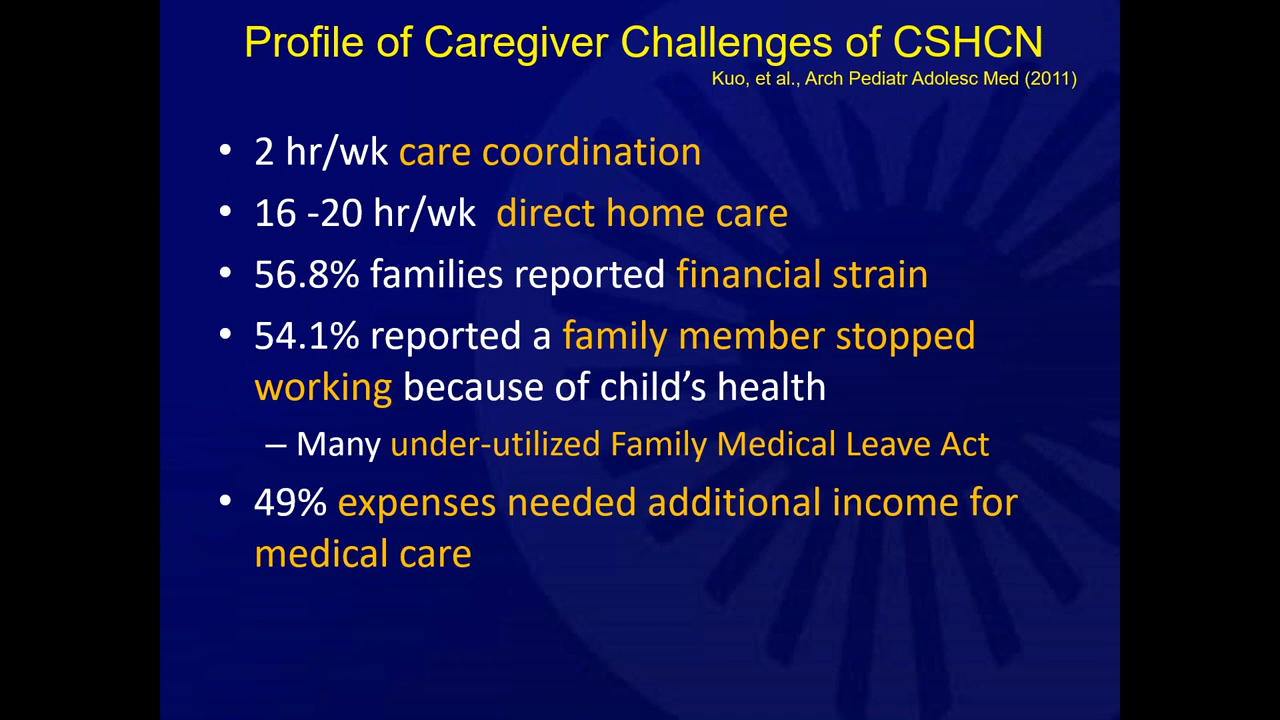 Profile of Caregiver Challenges of CSHCN
Kuo, et al., Arch Pediatr Adolesc Med (2011)
• 2 hr/wk care coordination
• 16 -20 hr/wk  direct home care
• 56.8% families reported financial strain
• 54.1% reported a family member stopped
working because of child’s health
– Many under-utilized Family Medical Leave Act
• 49% expenses needed additional income for
medical care